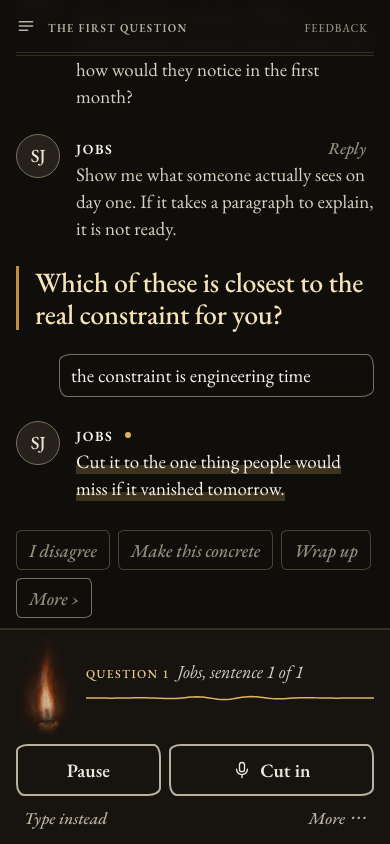 THE FIRST QUESTION
FEEDBACK
how would they notice in the first
month?
SJ
JOBS
Reply
Show me what someone actually sees on
day one. If it takes a paragraph to explain,
it is not ready.
Which of these is closest to the
real constraint for you?
the constraint is engineering time
SJ
JOBS
Cut it to the one thing people would
miss if it vanished tomorrow.
I disagree
Make this concrete
Wrap up
More ›
QUESTION 1 Jobs, sentence 1 of 1
Pause
Cut in
Type instead
More ···